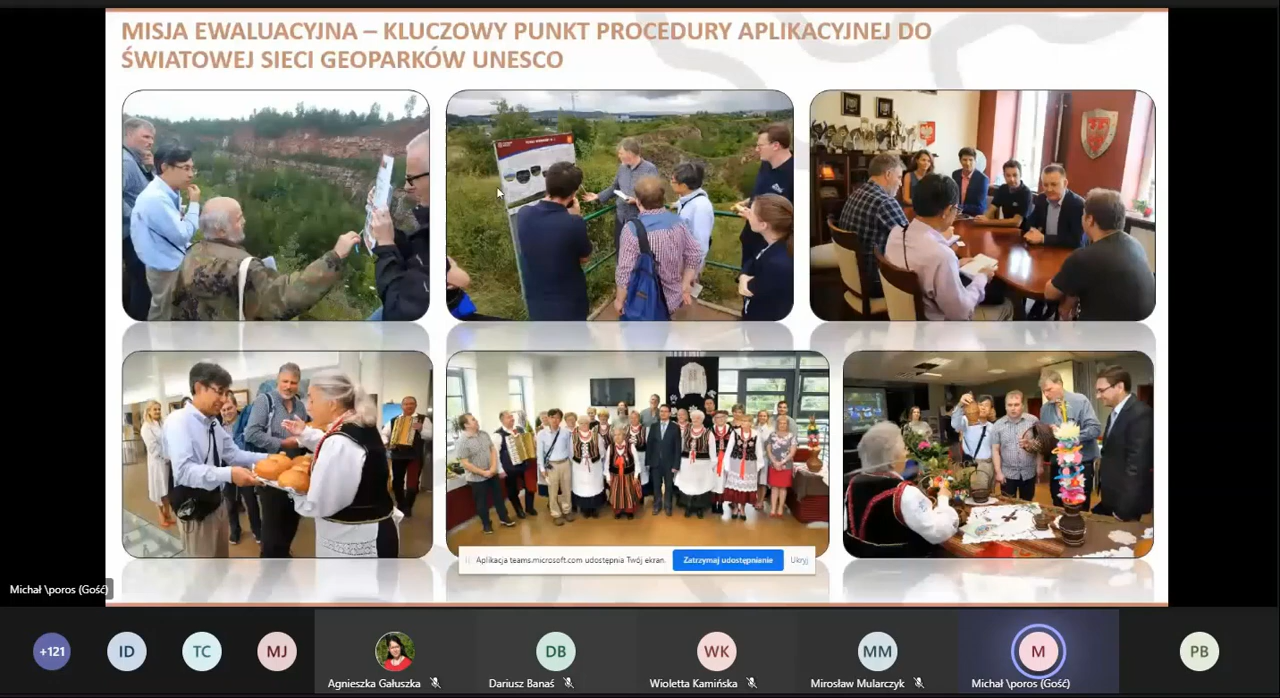 MISJA EWALUACYJNA – KLUCZOWY PUNKT PROCEDURY APLIKACYJNEJ DO
ŚWIATOWEJ SIECI GEOPARKÓW UNESCO
Aplikacja teams.microsoft.com udostępnia Twój ekran.
Zatrzymaj udostępnianie
Ukryj
Michał \poros (Gość)
+121
ID
TC
MJ
DB
WK
MM
M
PB
Agnieszka Gałuszka
Dariusz Banaś
Wioletta Kamińska
Mirosław Mularczyk
Michał \poros (Gość)